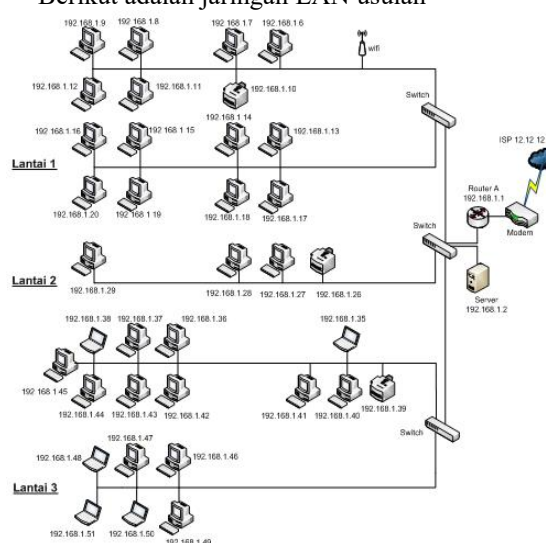 Berikut adalah jaringan LAN usulan
192.168.1.9
192.168.1.8
192.168.1.7
192.168.1 6
wifi
192.168.1.12
192.168.1.11
192.168.1.10
Switch
192.168.1.16
192.168.1 15
192.168 1 14
192.168.1.13
ISP 12.12 12
Lantai 1
Router A
192.168.1.1
192.168.1.20
192.168 1 19
192.168.1.18
192.168.1.17
Switch
Modem
Lantai 2
192.168.1.29
192.168.1.28
192.168.1.27
192.168.1.26
Server
192.168.1.2
192.168.1.38
192.168.1.37
192.168.1.36
192.168.1.35
192 168 1.45
192.168.1.44
192.168.1.43
192.168.1.42
192.168.1.41
192.168.1.40
192.168.1.39
Switch
192.168.1.47
192.168.1.48
192.168.1.46
Lantai 3
192.168.1.51
192.168.1.50
192.168.1.49